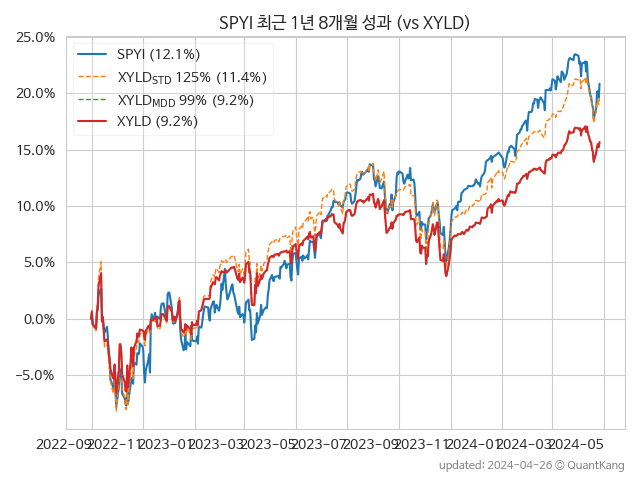 SPYI 최근 1년 8개월 성과 (vs XYLD)
25.0%
20.0%
15.0%
10.0%
5.0%
0.0%
−5.0%
SPYI (12.1%)
XYLD_STD 125% (11.4%)
XYLD_MDD 99% (9.2%)
XYLD (9.2%)
2022-09 2022-11 2023-01 2023-03 2023-05 2023-07 2023-09 2023-11 2024-01 2024-03 2024-05
updated: 2024-04-26 © QuantKang